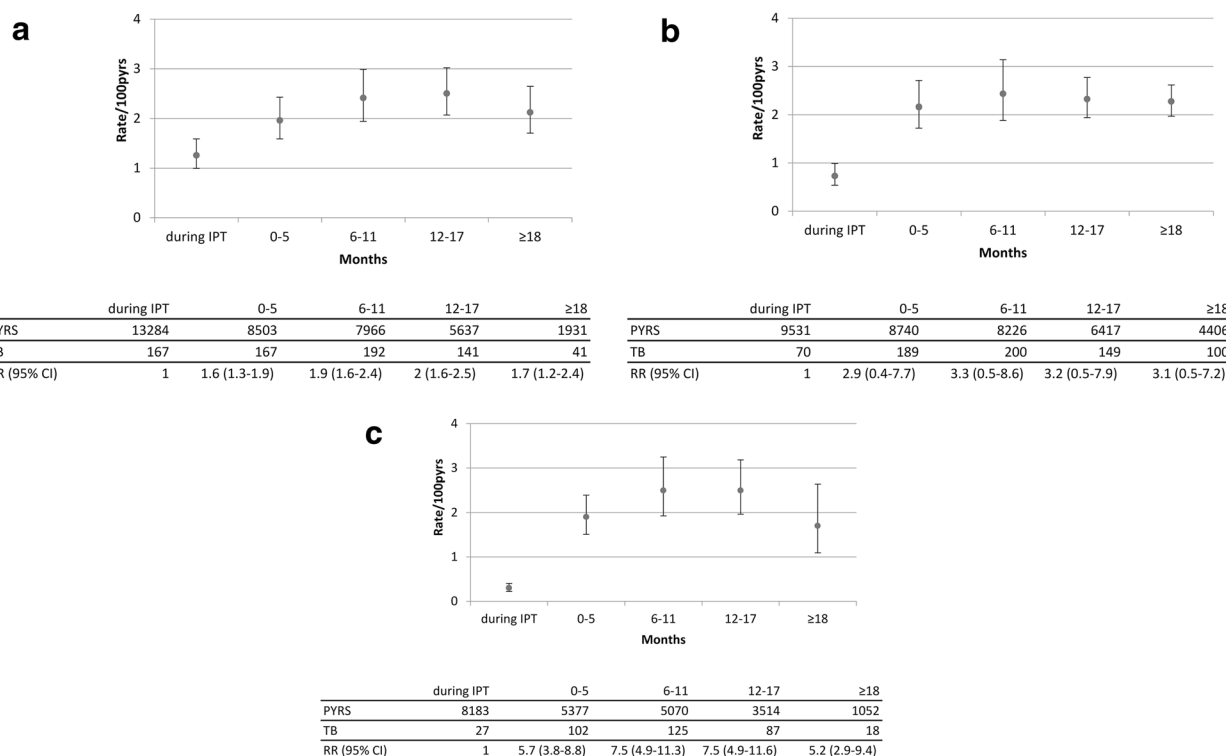 a
4
3
2
1
0
Rate/100pyrs
during IPT 0-5 6-11 12-17 ≥18
Months
during IPT 0-5 6-11 12-17 ≥18
YRS 13284 8503 7966 5637 1931
B 167 167 192 141 41
R (95% CI) 1 1.6 (1.3-1.9) 1.9 (1.6-2.4) 2 (1.6-2.5) 1.7 (1.2-2.4)
b
4
3
2
1
0
Rate/100pyrs
during IPT 0-5 6-11 12-17 ≥18
Months
during IPT 0-5 6-11 12-17 ≥18
PYRS 9531 8740 8226 6417 4406
TB 70 189 200 149 100
RR (95% CI) 1 2.9 (0.4-7.7) 3.3 (0.5-8.6) 3.2 (0.5-7.9) 3.1 (0.5-7.2)
c
4
3
2
1
0
Rate/100pyrs
during IPT 0-5 6-11 12-17 ≥18
Months
during IPT 0-5 6-11 12-17 ≥18
PYRS 8183 5377 5070 3514 1052
TB 27 102 125 87 18
RR (95% CI) 1 5.7 (3.8-8.8) 7.5 (4.9-11.3) 7.5 (4.9-11.6) 5.2 (2.9-9.4)